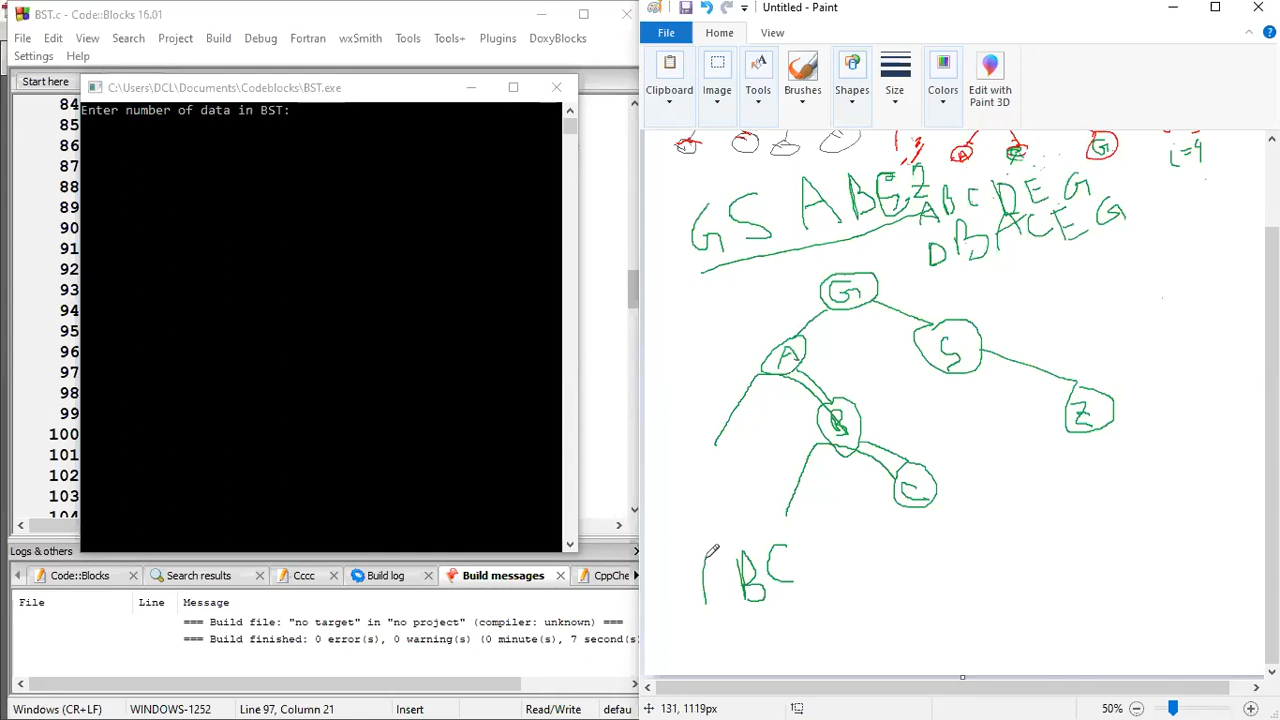 BST.c - Code::Blocks 16.01
File Edit View Search Project Build Debug Fortran wxSmith Tools Tools+ Plugins DoxyBlocks
Settings Help
Start here
84
85
86
87
88
89
90
91
92
93
94
95
96
97
98
99
100
101
102
103
C:\Users\DCL\Documents\Codeblocks\BST.exe
Enter number of data in BST:
Logs & others
Code::Blocks Search results Cccc Build log Build messages CppChe
File Line Message
=== Build file: "no target" in "no project" (compiler: unknown) ===
=== Build finished: 0 error(s), 0 warning(s) (0 minute(s), 7 second(s
Windows (CR+LF) WINDOWS-1252 Line 97, Column 21 Insert Read/Write defau
Untitled - Paint
File Home View
Clipboard Image Tools Brushes Shapes Size Colors Edit with Paint 3D
A G i=4
G S A B Z
A B C D E G
D B A C E G
G
A S
B Z
C
B C
131, 1119px 50%